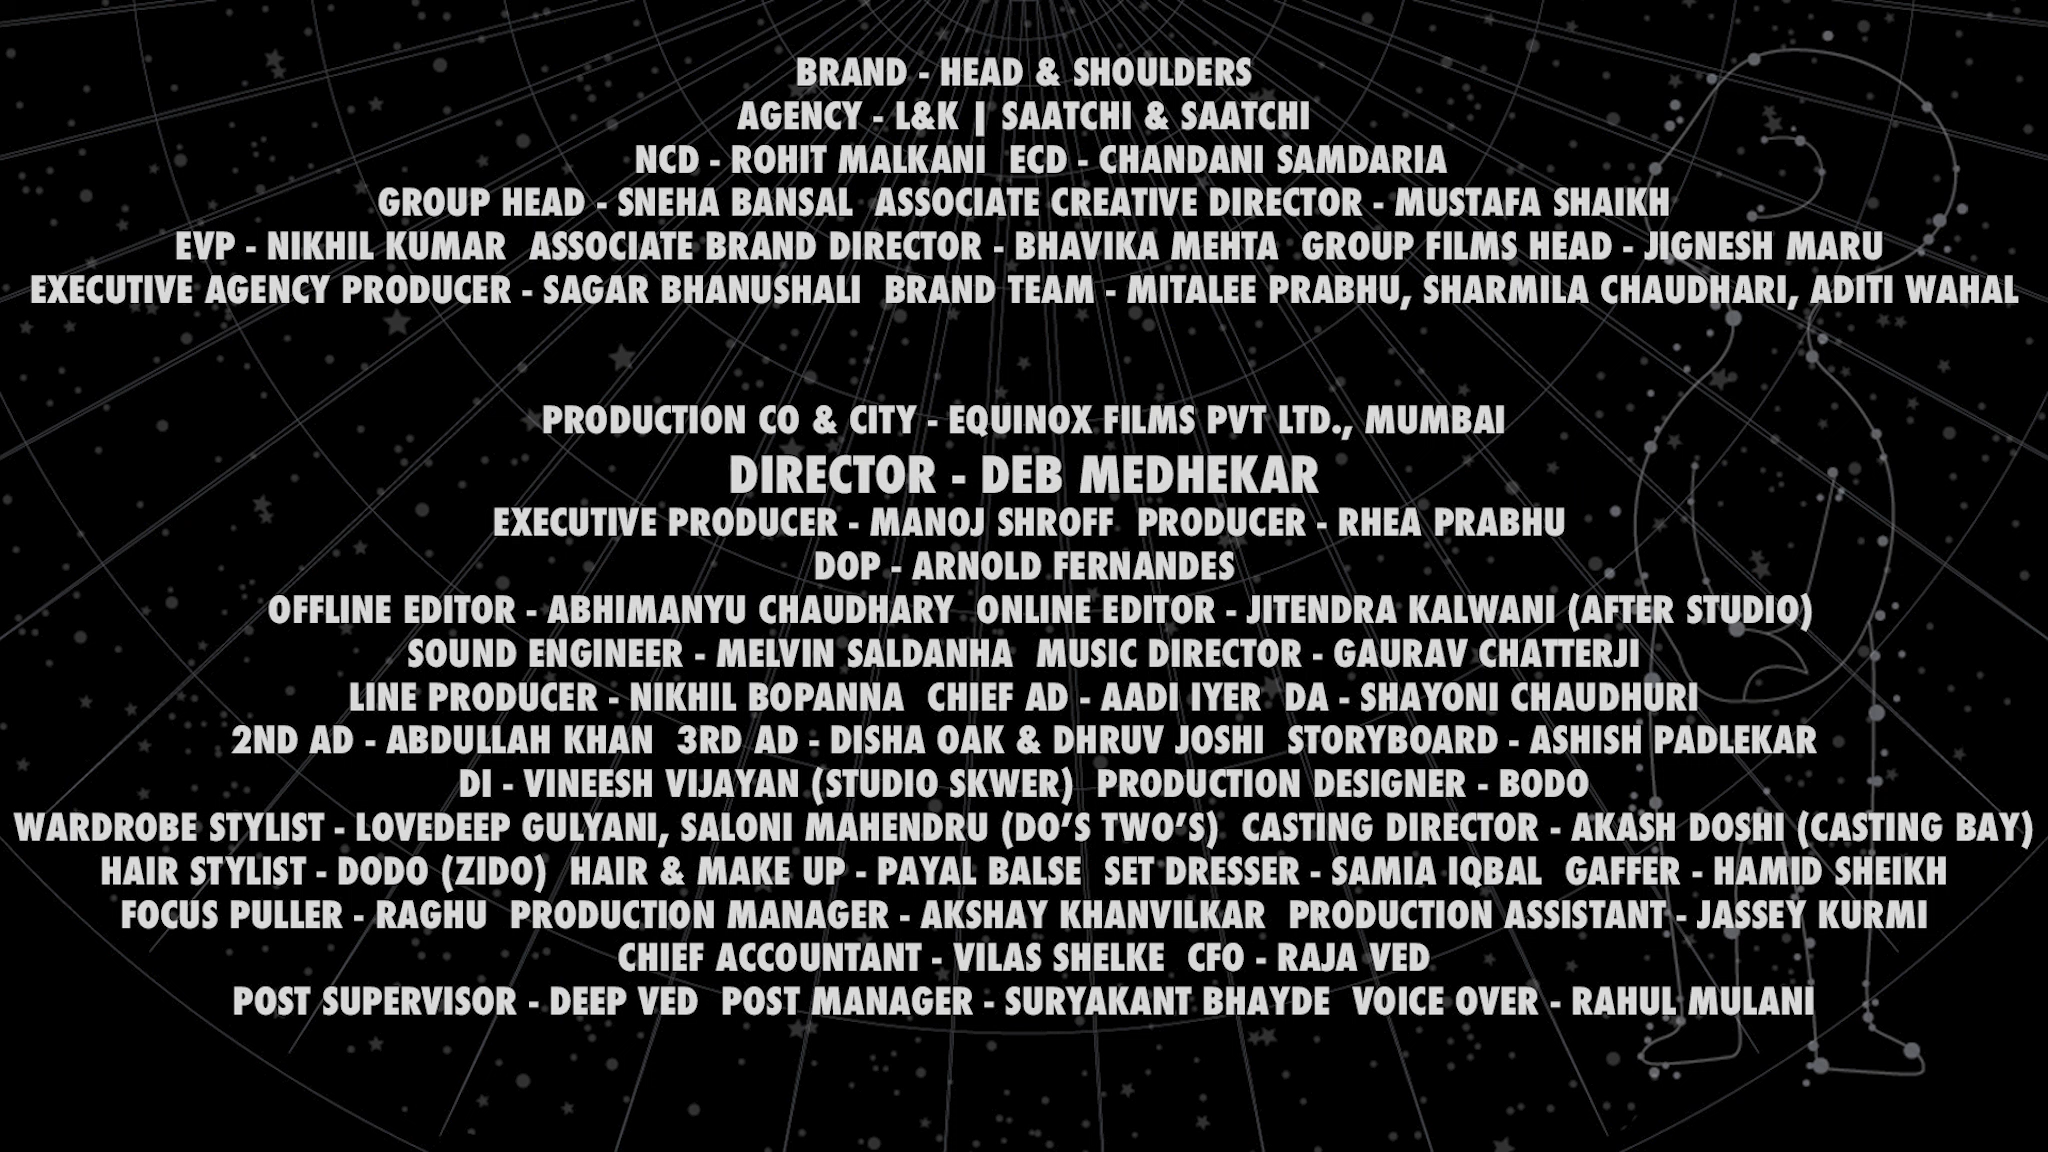 BRAND - HEAD & SHOULDERS
AGENCY - L&K | SAATCHI & SAATCHI
NCD - ROHIT MALKANI ECD - CHANDANI SAMDARIA
GROUP HEAD - SNEHA BANSAL ASSOCIATE CREATIVE DIRECTOR - MUSTAFA SHAIKH
EVP - NIKHIL KUMAR ASSOCIATE BRAND DIRECTOR - BHAVIKA MEHTA GROUP FILMS HEAD - JIGNESH MARU
EXECUTIVE AGENCY PRODUCER - SAGAR BHANUSHALI BRAND TEAM - MITALEE PRABHU, SHARMILA CHAUDHARI, ADITI WAHAL
PRODUCTION CO & CITY - EQUINOX FILMS PVT LTD., MUMBAI
DIRECTOR - DEB MEDHEKAR
EXECUTIVE PRODUCER - MANOJ SHROFF PRODUCER - RHEA PRABHU
DOP - ARNOLD FERNANDES
OFFLINE EDITOR - ABHIMANYU CHAUDHARY ONLINE EDITOR - JITENDRA KALWANI (AFTER STUDIO)
SOUND ENGINEER - MELVIN SALDANHA MUSIC DIRECTOR - GAURAV CHATTERJI
LINE PRODUCER - NIKHIL BOPANNA CHIEF AD - AADI IYER DA - SHAYONI CHAUDHURI
2ND AD - ABDULLAH KHAN 3RD AD - DISHA OAK & DHRUV JOSHI STORYBOARD - ASHISH PADLEKAR
DI - VINEESH VIJAYAN (STUDIO SKWER) PRODUCTION DESIGNER - BODO
WARDROBE STYLIST - LOVEDEEP GULYANI, SALONI MAHENDRU (DO'S TWO'S) CASTING DIRECTOR - AKASH DOSHI (CASTING BAY)
HAIR STYLIST - DODO (ZIDO) HAIR & MAKE UP - PAYAL BALSE SET DRESSER - SAMIA IQBAL GAFFER - HAMID SHEIKH
FOCUS PULLER - RAGHU PRODUCTION MANAGER - AKSHAY KHANVILKAR PRODUCTION ASSISTANT - JASSEY KURMI
CHIEF ACCOUNTANT - VILAS SHELKE CFO - RAJA VED
POST SUPERVISOR - DEEP VED POST MANAGER - SURYAKANT BHAYDE VOICE OVER - RAHUL MULANI